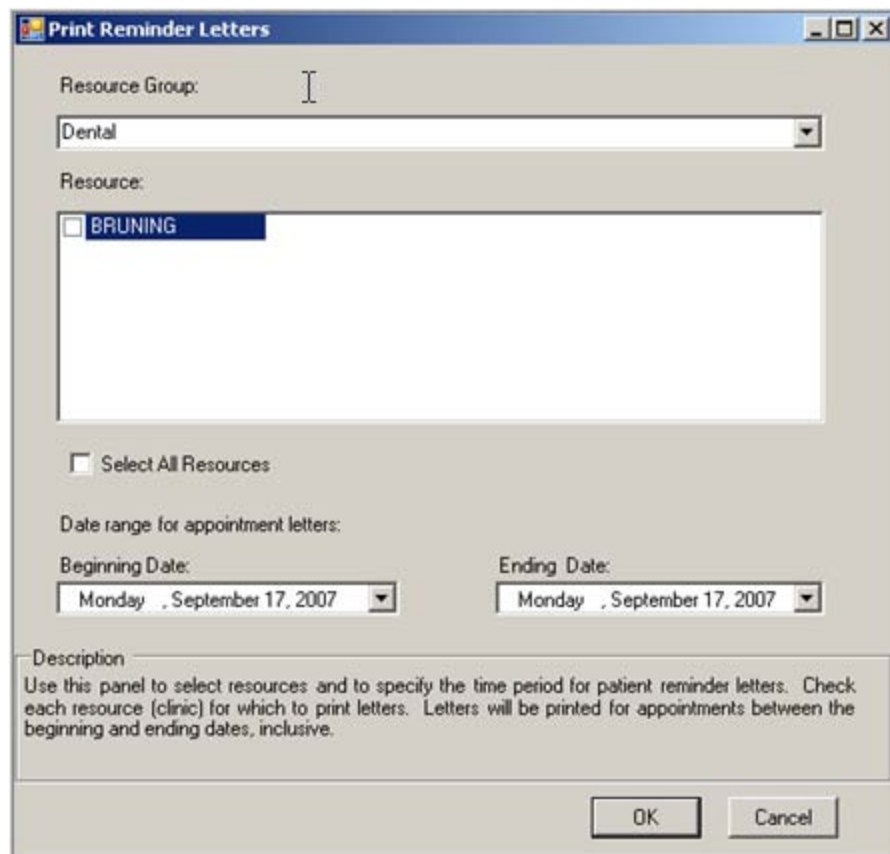 Print Reminder Letters
Resource Group:
Dental
Resource:
BRUNING
Select All Resources
Date range for appointment letters:
Beginning Date:
Ending Date:
Monday , September 17, 2007
Monday , September 17, 2007
Description
Use this panel to select resources and to specify the time period for patient reminder letters. Check
each resource (clinic) for which to print letters. Letters will be printed for appointments between the
beginning and ending dates, inclusive.
OK
Cancel